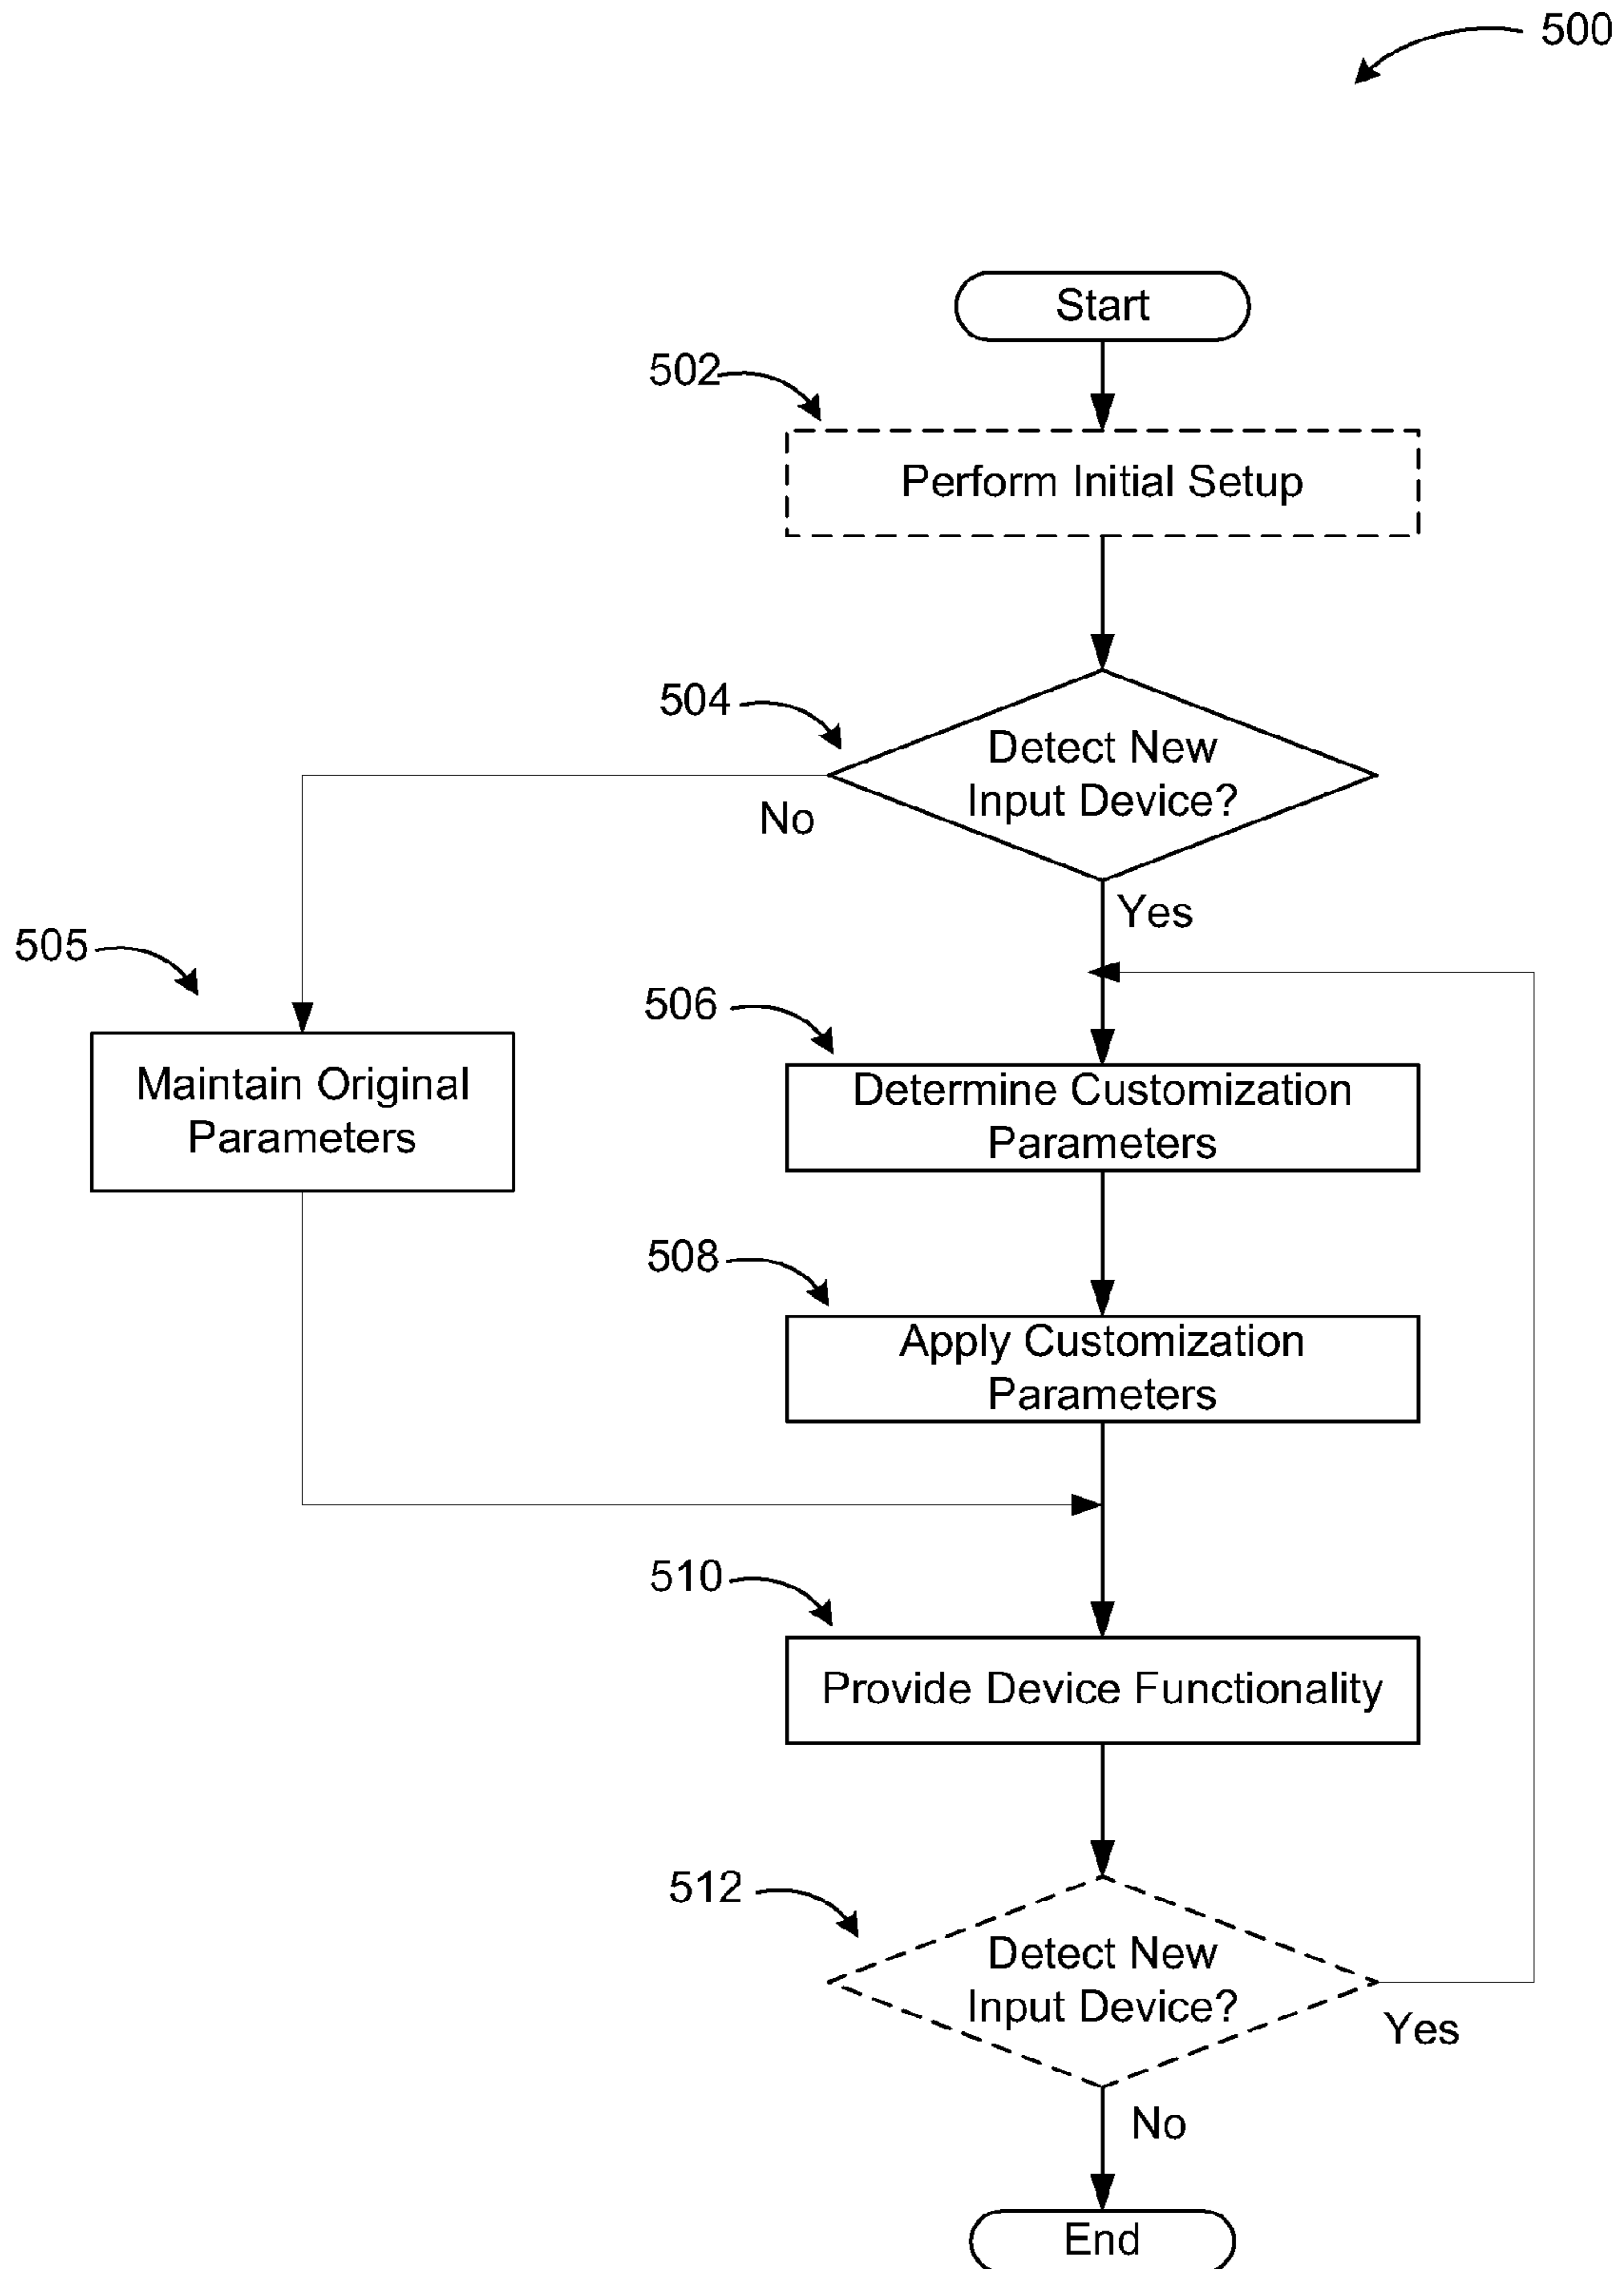 500
Start
502
Perform Initial Setup
504
Detect New
Input Device?
No
Yes
505
Maintain Original
Parameters
506
Determine Customization
Parameters
508
Apply Customization
Parameters
510
Provide Device Functionality
512
Detect New
Input Device?
Yes
No
End